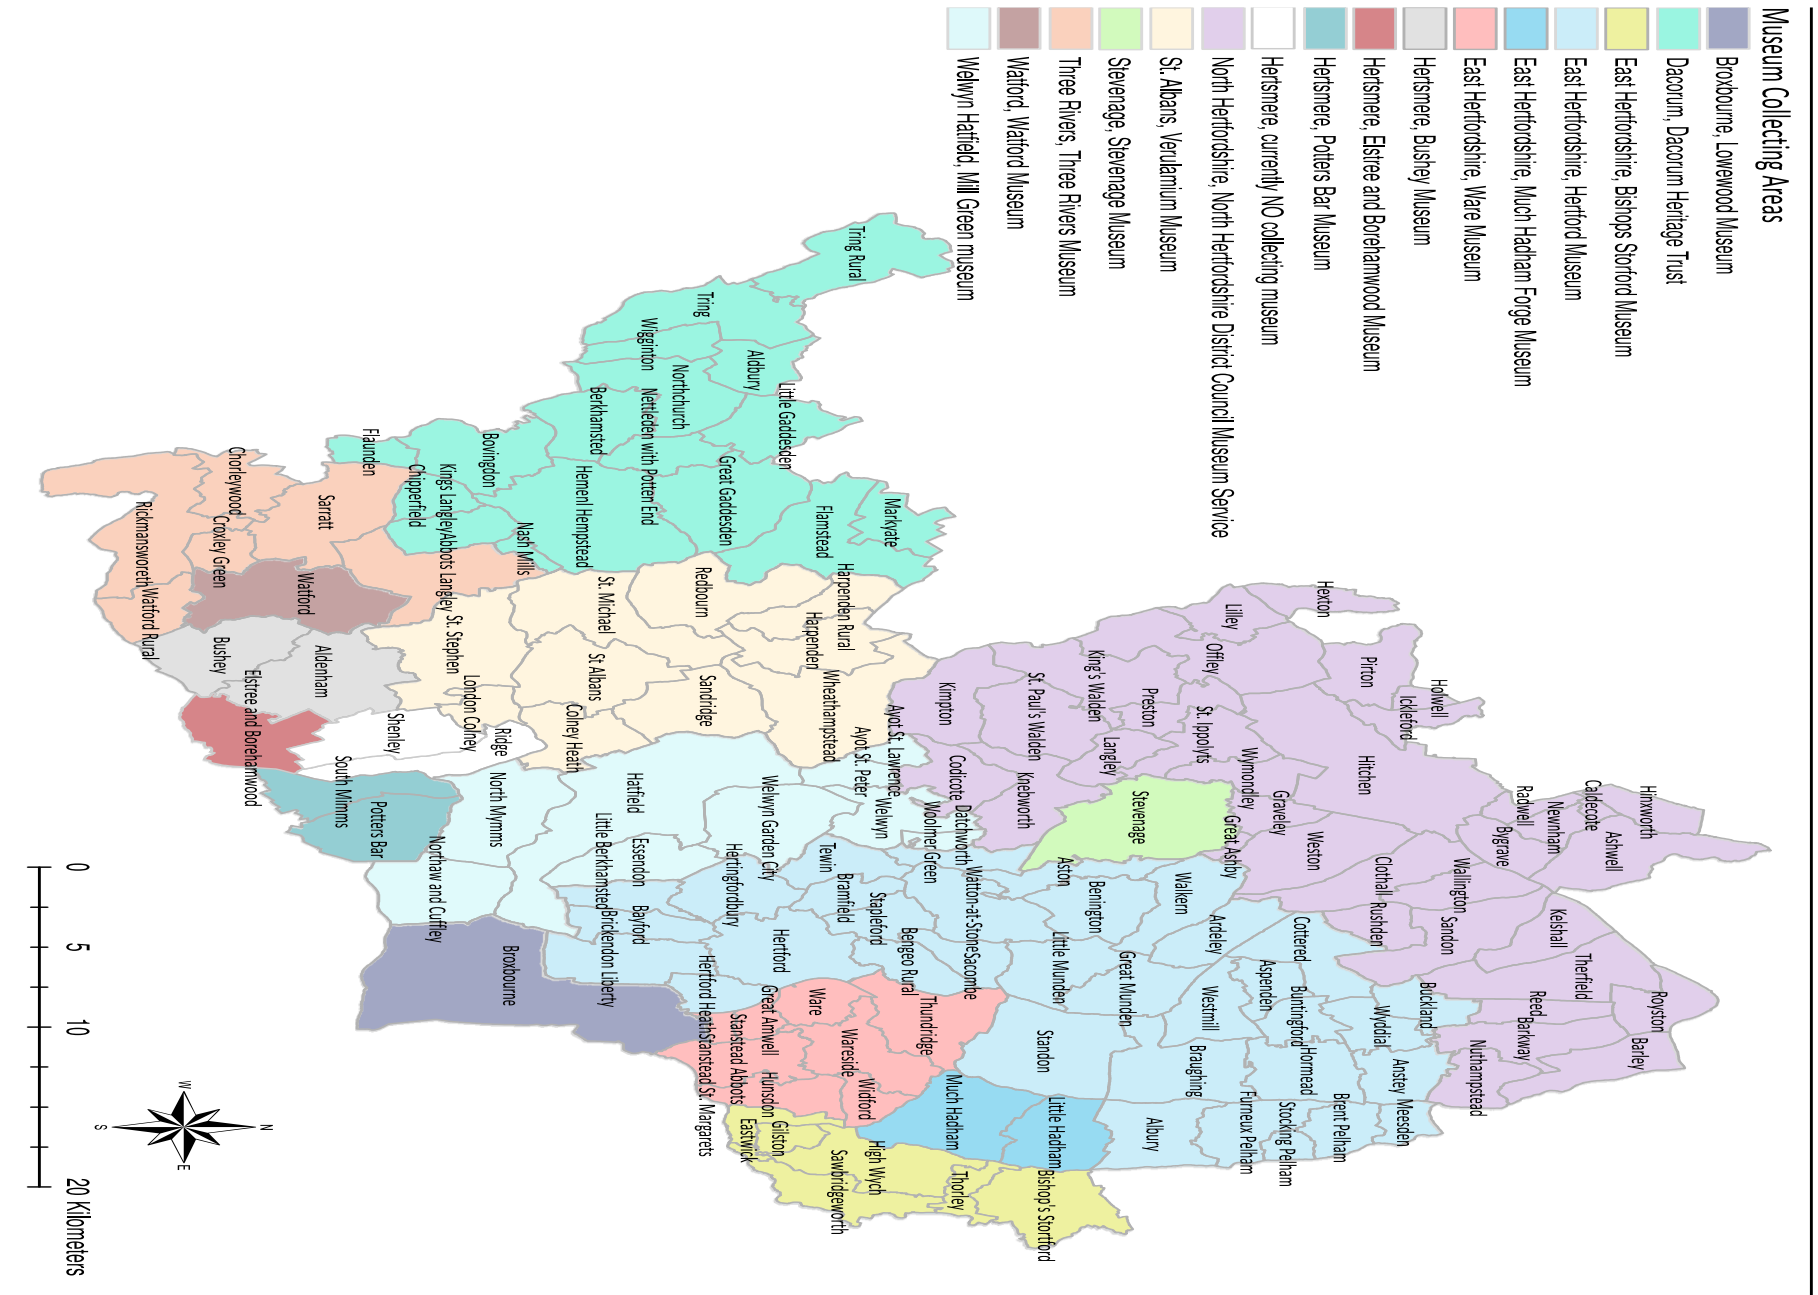 Museum Collecting Areas
Broxbourne, Lowewood Museum
Dacorum, Dacorum Heritage Trust
East Hertfordshire, Bishops Storford Museum
East Hertfordshire, Hertford Museum
East Hertfordshire, Much Hadham Forge Museum
East Hertfordshire, Ware Museum
Hertsmere, Bushey Museum
Hertsmere, Elstree and Borehamwood Museum
Hertsmere, Potters Bar Museum
Hertsmere, currently NO collecting museum
North Hertfordshire, North Hertfordshire District Council Museum Service
St. Albans, Verulamium Museum
Stevenage, Stevenage Museum
Three Rivers, Three Rivers Museum
Watford, Watford Museum
Welwyn Hatfield, Mill Green museum
Hinxworth
Caldecote
Ashwell
Newnham
Radwell
Bygrave
Holwell
Ickleford
Pirton
Hexton
Hitchen
Wallington
Clothall
Rushden
Sandon
Kelshall
Therfield
Royston
Reed
Barkway
Barley
Nuthampstead
Buckland
Wyddial
Anstey
Meesden
Weston
Graveley
Wymondley
Great Ashby
St. Ippolyts
Offley
Lilley
Preston
King's Walden
Langley
St. Paul's Walden
Kimpton
Codicote
Knebworth
Stevenage
Cottered
Aspenden
Buntingford
Hormead
Brent Pelham
Stocking Pelham
Furneux Pelham
Ardeley
Walkern
Westmill
Braughing
Albury
Benington
Aston
Great Munden
Little Munden
Standon
Little Hadham
Bishop's Stortford
Datchworth
Watton-at-Stone
Sacombe
Woolmer Green
Thundridge
Much Hadham
Thorley
Ayot St. Lawrence
Ayot St. Peter
Welwyn
Tewin
Bramfield
Stapleford
Bengeo Rural
Ware
Wareside
Widford
High Wych
Sawbridgeworth
Welwyn Garden City
Hertingfordbury
Hertford
Great Amwell
Hunsdon
Gilston
Eastwick
Stanstead Abbots
Hertford Heath
Stanstead St. Margarets
Hatfield
Essendon
Little Berkhamsted
Bayford
Brickendon Liberty
North Mymms
Northaw and Cuffley
Broxbourne
Tring Rural
Tring
Wigginton
Aldbury
Northchurch
Little Gaddesden
Nettleden with Potten End
Berkhamsted
Great Gaddesden
Markyate
Flamstead
Hemenl Hempstead
Bovingdon
Flaunden
Kings Langley
Chipperfield
Nash Mills
Abbots Langley
Sarratt
Chorleywood
Croxley Green
Rickmansworeth
Watford Rural
Watford
Harpenden Rural
Harpenden
Redbourn
Wheathampstead
Sandridge
St. Michael
St Albans
Colney Heath
St. Stephen
London Colney
Ridge
Shenley
Aldenham
Bushey
Elstree and Borehamwood
South Mimms
Potters Bar
0 5 10 20 Kilometers
N
W
E
S